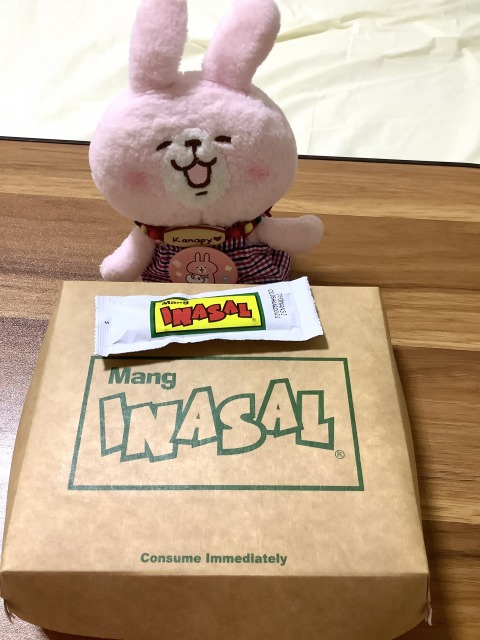 Kanapy
Mang
INASAL
Mang
INASAL®
Consume Immediately